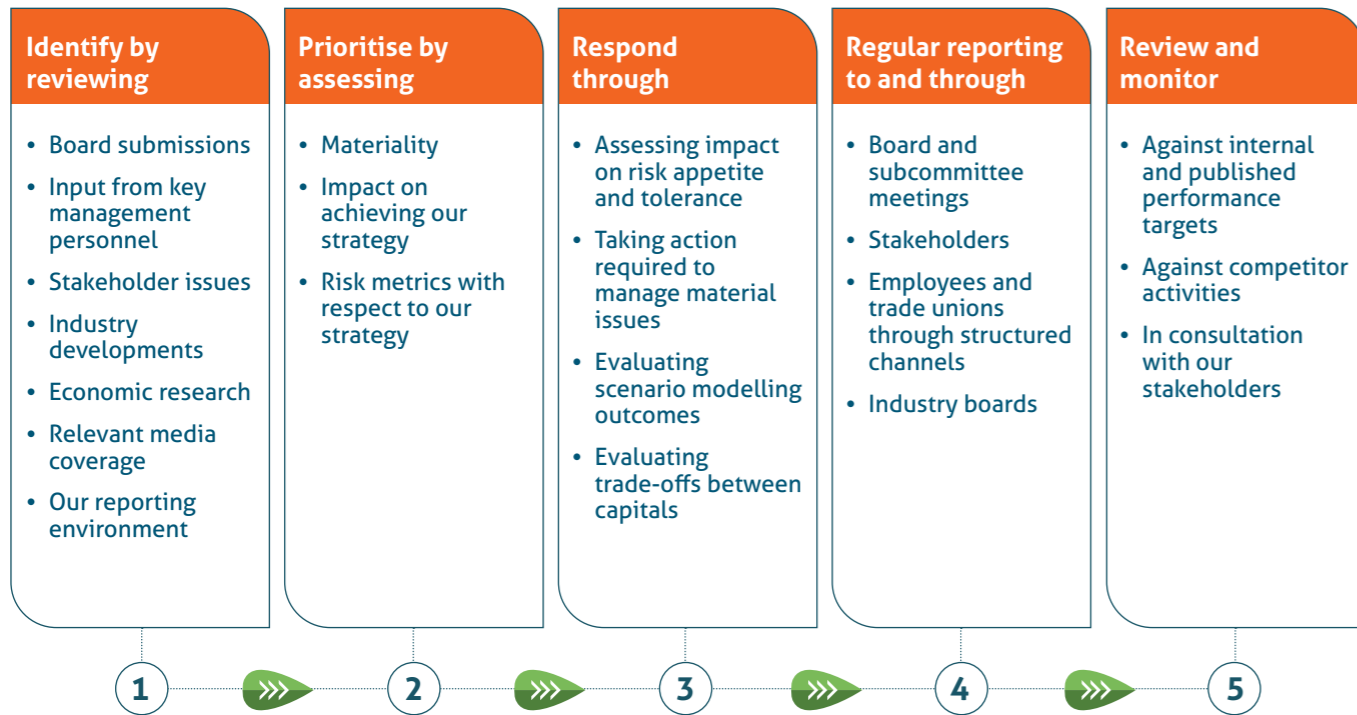 Identify by
reviewing
• Board submissions
• Input from key
management
personnel
• Stakeholder issues
• Industry
developments
• Economic research
• Relevant media
coverage
• Our reporting
environment
1
Prioritise by
assessing
• Materiality
• Impact on
achieving our
strategy
• Risk metrics with
respect to our
strategy
2
Respond
through
• Assessing impact
on risk appetite
and tolerance
• Taking action
required to
manage material
issues
• Evaluating
scenario modelling
outcomes
• Evaluating
trade-offs between
capitals
3
Regular reporting
to and through
• Board and
subcommittee
meetings
• Stakeholders
• Employees and
trade unions
through structured
channels
• Industry boards
4
Review and
monitor
• Against internal
and published
performance
targets
• Against competitor
activities
• In consultation
with our
stakeholders
5